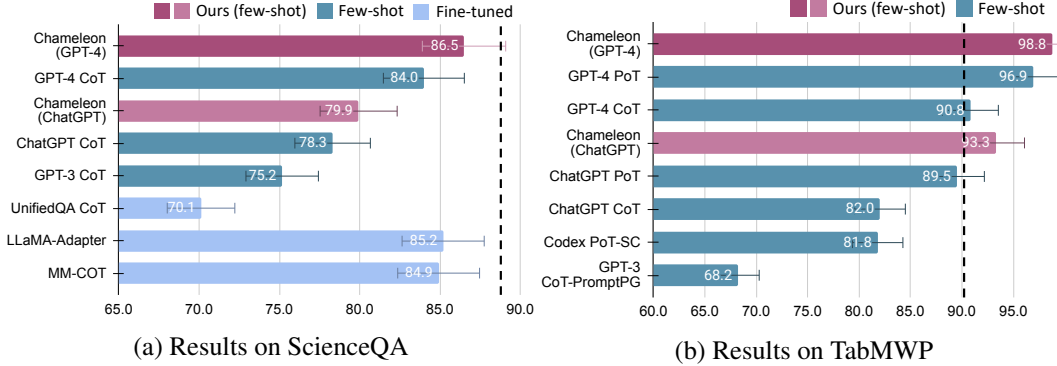 Ours (few-shot) Few-shot Fine-tuned
Chameleon
(GPT-4)
86.5
GPT-4 CoT
84.0
Chameleon
(ChatGPT)
79.9
ChatGPT CoT
78.3
GPT-3 CoT
75.2
UnifiedQA CoT
70.1
LLaMA-Adapter
85.2
MM-COT
84.9
65.0 70.0 75.0 80.0 85.0 90.0
(a) Results on ScienceQA
Ours (few-shot) Few-shot
Chameleon
(GPT-4)
98.8
GPT-4 PoT
96.9
GPT-4 CoT
90.8
Chameleon
(ChatGPT)
93.3
ChatGPT PoT
89.5
ChatGPT CoT
82.0
Codex PoT-SC
81.8
GPT-3
CoT-PromptPG
68.2
60.0 65.0 70.0 75.0 80.0 85.0 90.0 95.0
(b) Results on TabMWP